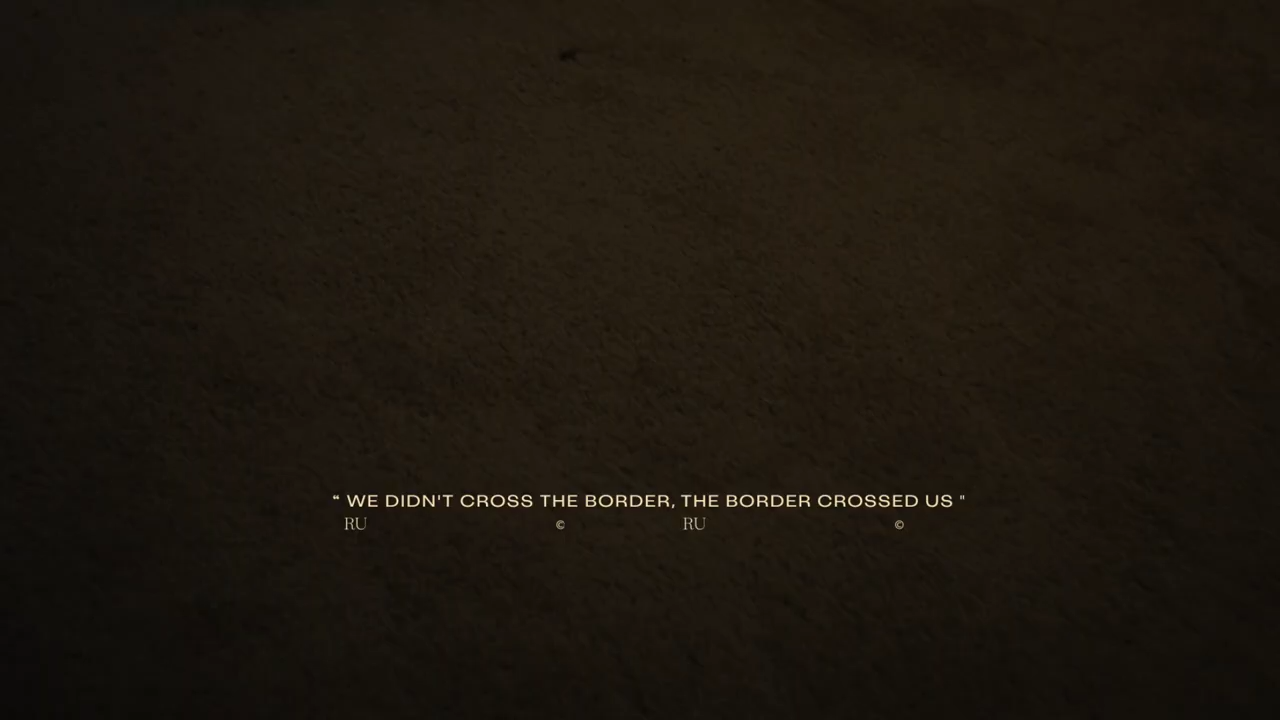 “ WE DIDN'T CROSS THE BORDER, THE BORDER CROSSED US "
RU © RU ©